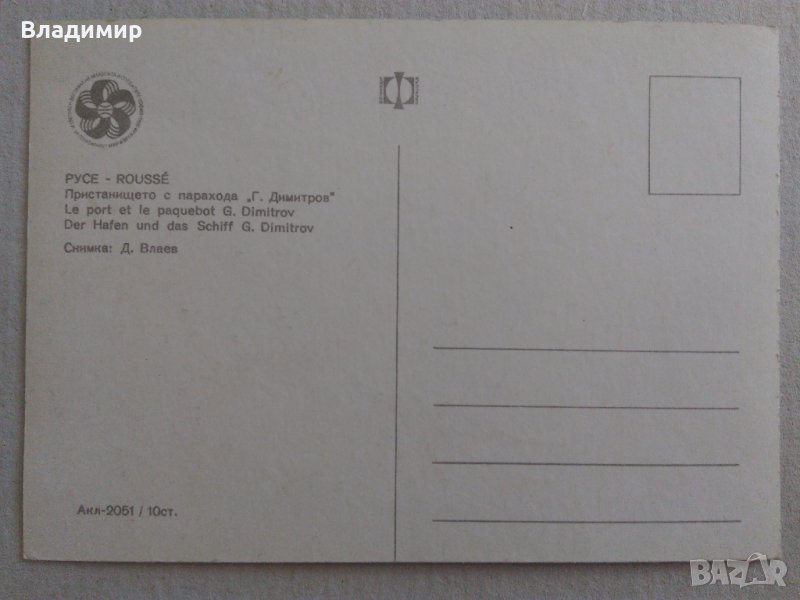 Владимир
РУСЕ - ROUSSÉ
Пристанището с парахода „Г. Димитров"
Le port et le paquebot G. Dimitrov
Der Hafen und das Schiff G. Dimitrov
Снимка: Д. Влаев
Акл-2051 / 10ст.
BAZAR